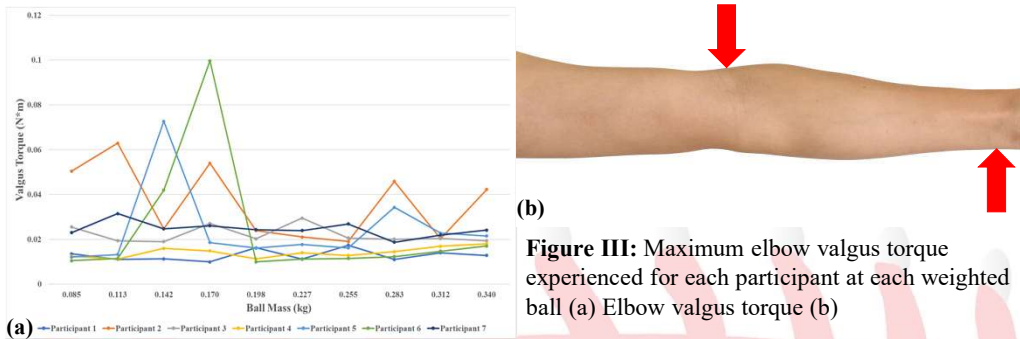 0.12
0.1
0.08
0.06
0.04
0.02
0
Valgus Torque (N*m)
0.085 0.113 0.142 0.170 0.198 0.227 0.255 0.283 0.312 0.340
Ball Mass (kg)
(a)
Participant 1 Participant 2 Participant 3 Participant 4 Participant 5 Participant 6 Participant 7
(b)
Figure III: Maximum elbow valgus torque
experienced for each participant at each weighted
ball (a) Elbow valgus torque (b)